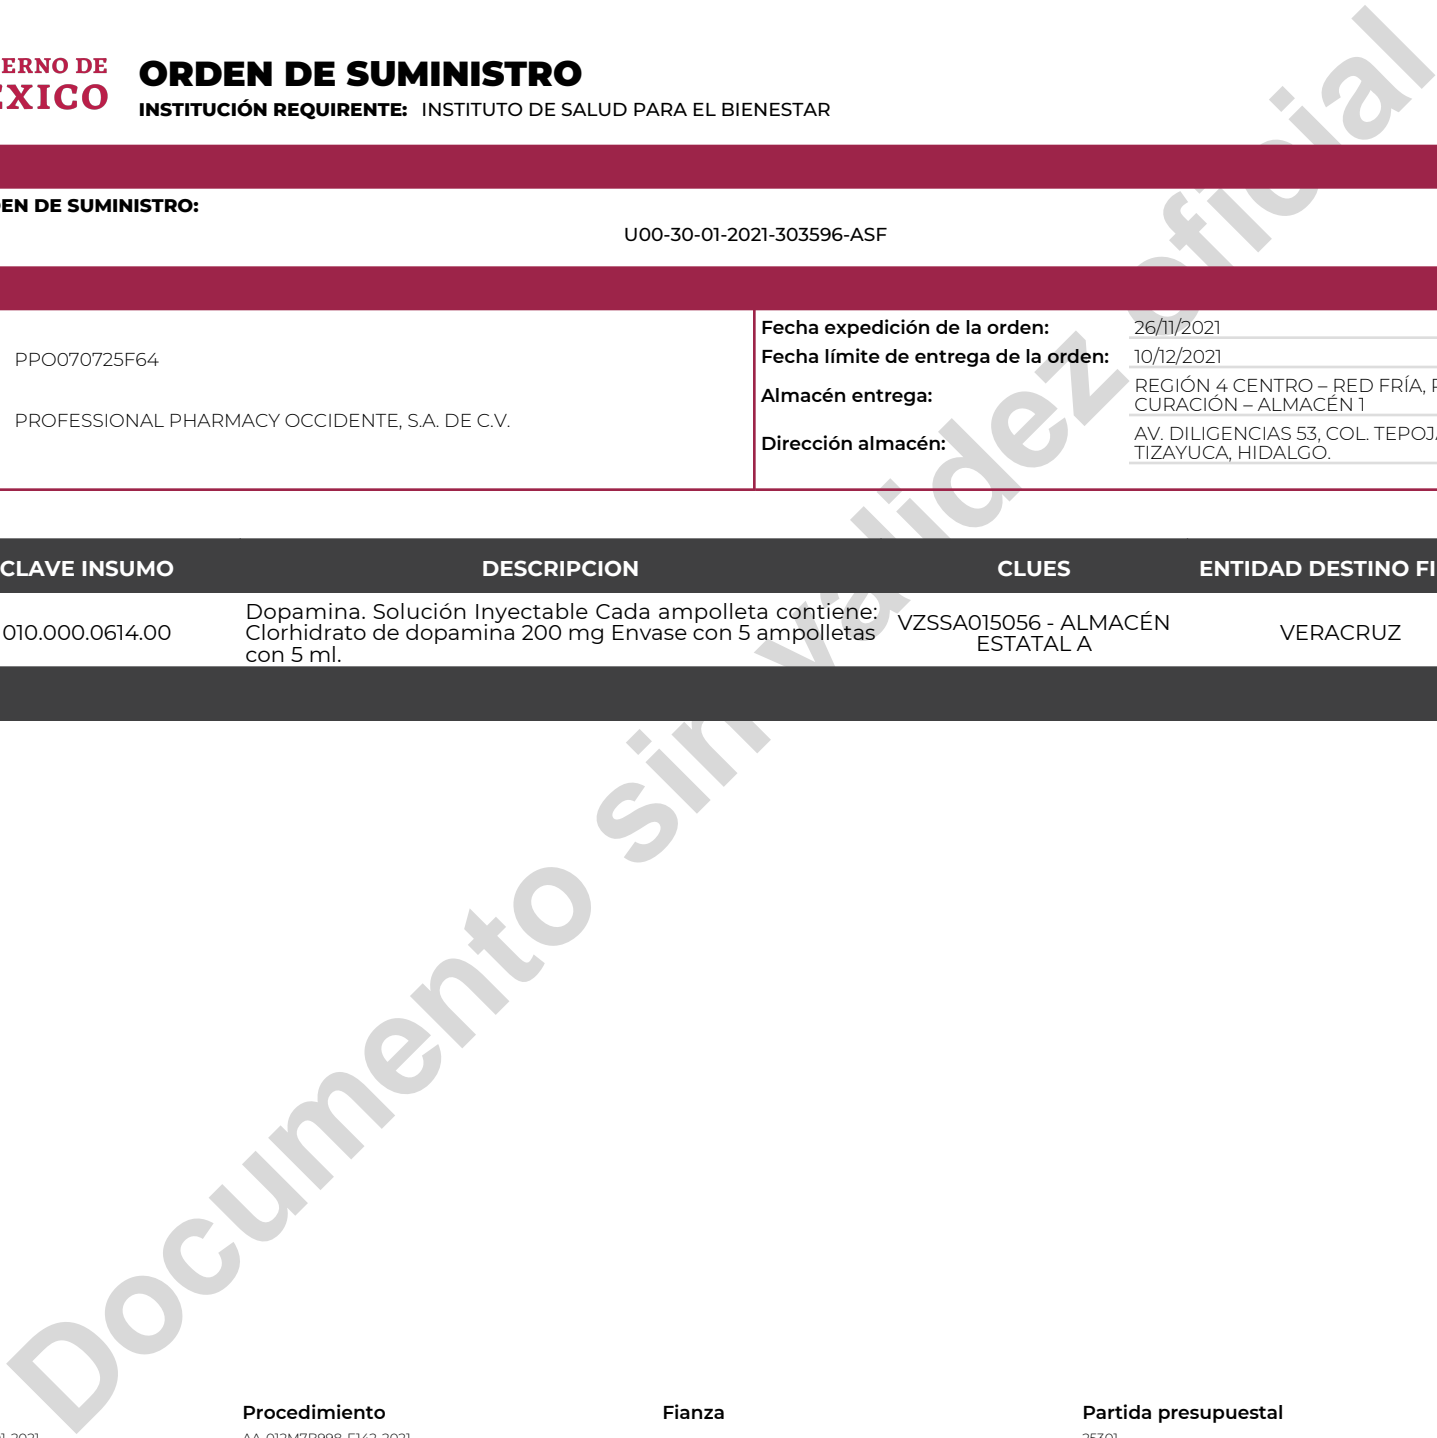 ERNO DE
EXICO
ORDEN DE SUMINISTRO
INSTITUCIÓN REQUIRENTE: INSTITUTO DE SALUD PARA EL BIENESTAR
EN DE SUMINISTRO:
U00-30-01-2021-303596-ASF
PPO070725F64
PROFESSIONAL PHARMACY OCCIDENTE, S.A. DE C.V.
Fecha expedición de la orden: 26/11/2021
Fecha límite de entrega de la orden: 10/12/2021
Almacén entrega: REGIÓN 4 CENTRO – RED FRÍA,
CURACIÓN – ALMACÉN 1
Dirección almacén: AV. DILIGENCIAS 53, COL. TEPOJ
TIZAYUCA, HIDALGO.
CLAVE INSUMO DESCRIPCION CLUES ENTIDAD DESTINO FI
010.000.0614.00
Dopamina. Solución Inyectable Cada ampolleta contiene:
Clorhidrato de dopamina 200 mg Envase con 5 ampolletas
con 5 ml.
VZSSA015056 - ALMACÉN
ESTATAL A
VERACRUZ
Documento sin validez oficial
Procedimiento Fianza Partida presupuestal